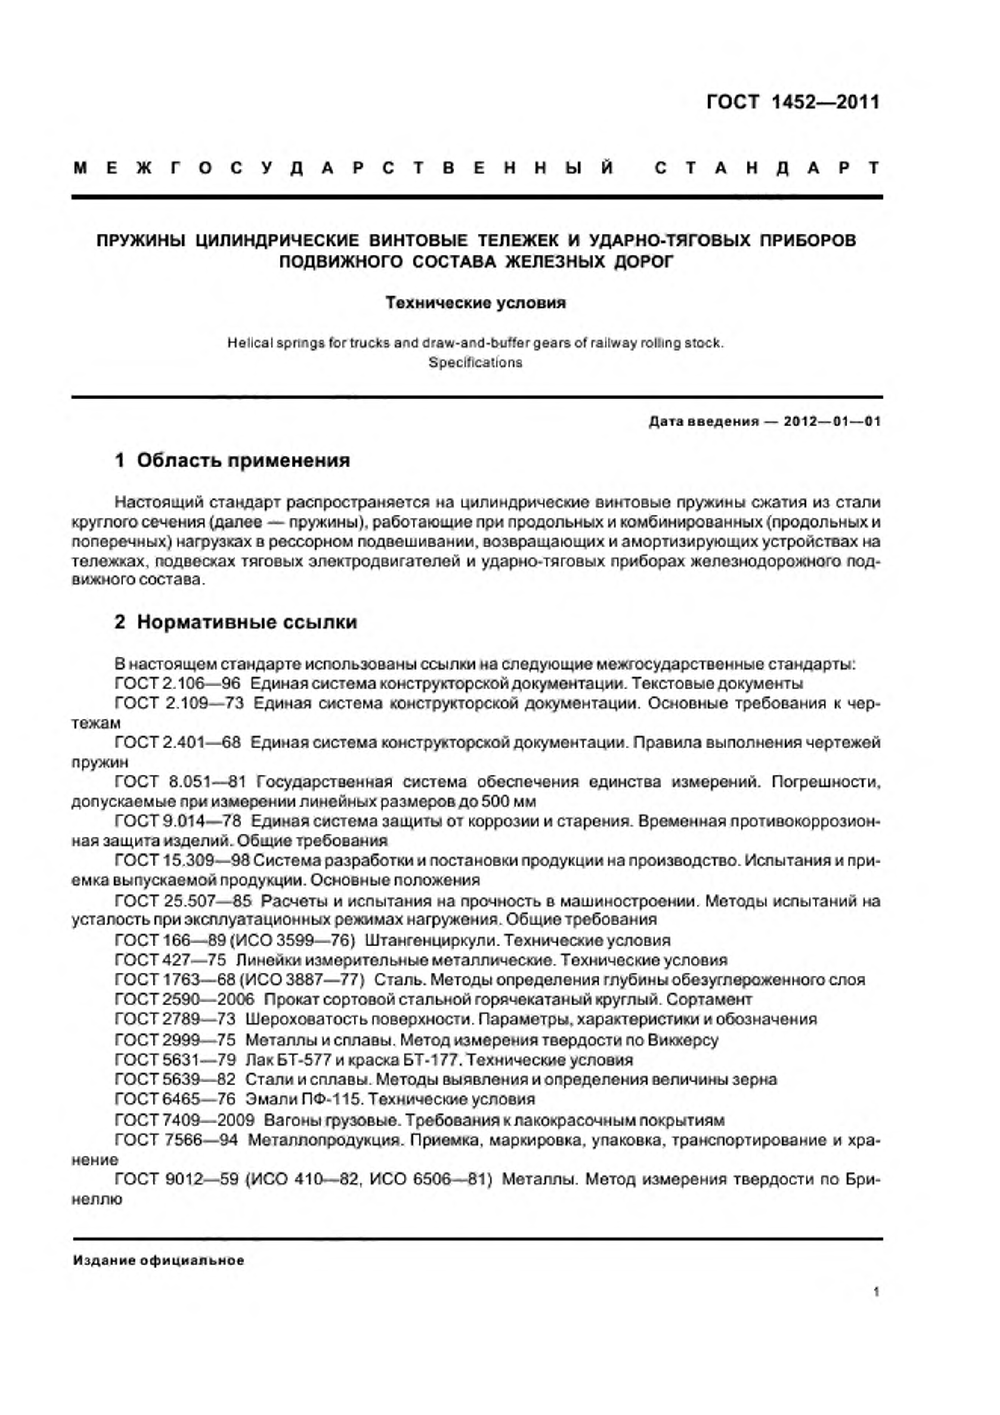 ГОСТ 1452—2011
МЕЖГОСУДАРСТВЕННЫЙ СТАНДАРТ
ПРУЖИНЫ ЦИЛИНДРИЧЕСКИЕ ВИНТОВЫЕ ТЕЛЕЖЕК И УДАРНО-ТЯГОВЫХ ПРИБОРОВ
ПОДВИЖНОГО СОСТАВА ЖЕЛЕЗНЫХ ДОРОГ
Технические условия
Helical springs for trucks and draw-and-buffer gears of railway rolling stock.
Specifications
Дата введения — 2012—01—01
1 Область применения
Настоящий стандарт распространяется на цилиндрические винтовые пружины сжатия из стали
круглого сечения (далее — пружины), работающие при продольных и комбинированных (продольных и
поперечных) нагрузках в рессорном подвешивании, возвращающих и амортизирующих устройствах на
тележках, подвесках тяговых электродвигателей и ударно-тяговых приборах железнодорожного под-
вижного состава.
2 Нормативные ссылки
В настоящем стандарте использованы ссылки на следующие межгосударственные стандарты:
ГОСТ 2.106—96 Единая система конструкторской документации. Текстовые документы
ГОСТ 2.109—73 Единая система конструкторской документации. Основные требования к чер-
тежам
ГОСТ 2.401—68 Единая система конструкторской документации. Правила выполнения чертежей
пружин
ГОСТ 8.051—81 Государственная система обеспечения единства измерений. Погрешности,
допускаемые при измерении линейных размеров до 500 мм
ГОСТ 9.014—78 Единая система защиты от коррозии и старения. Временная противокоррозион-
ная защита изделий. Общие требования
ГОСТ 15.309—98 Система разработки и постановки продукции на производство. Испытания и при-
емка выпускаемой продукции. Основные положения
ГОСТ 25.507—85 Расчеты и испытания на прочность в машиностроении. Методы испытаний на
усталость при эксплуатационных режимах нагружения. Общие требования
ГОСТ 166—89 (ИСО 3599—76) Штангенциркули. Технические условия
ГОСТ 427—75 Линейки измерительные металлические. Технические условия
ГОСТ 1763—68 (ИСО 3887—77) Сталь. Методы определения глубины обезуглероженного слоя
ГОСТ 2590—2006 Прокат сортовой стальной горячекатаный круглый. Сортамент
ГОСТ 2789—73 Шероховатость поверхности. Параметры, характеристики и обозначения
ГОСТ 2999—75 Металлы и сплавы. Метод измерения твердости по Виккерсу
ГОСТ 5631—79 Лак БТ-577 и краска БТ-177. Технические условия
ГОСТ 5639—82 Стали и сплавы. Методы выявления и определения величины зерна
ГОСТ 6465—76 Эмали ПФ-115. Технические условия
ГОСТ 7409—2009 Вагоны грузовые. Требования к лакокрасочным покрытиям
ГОСТ 7566—94 Металлопродукция. Приемка, маркировка, упаковка, транспортирование и хра-
нение
ГОСТ 9012—59 (ИСО 410—82, ИСО 6506—81) Металлы. Метод измерения твердости по Бри-
неллю
Издание официальное
1